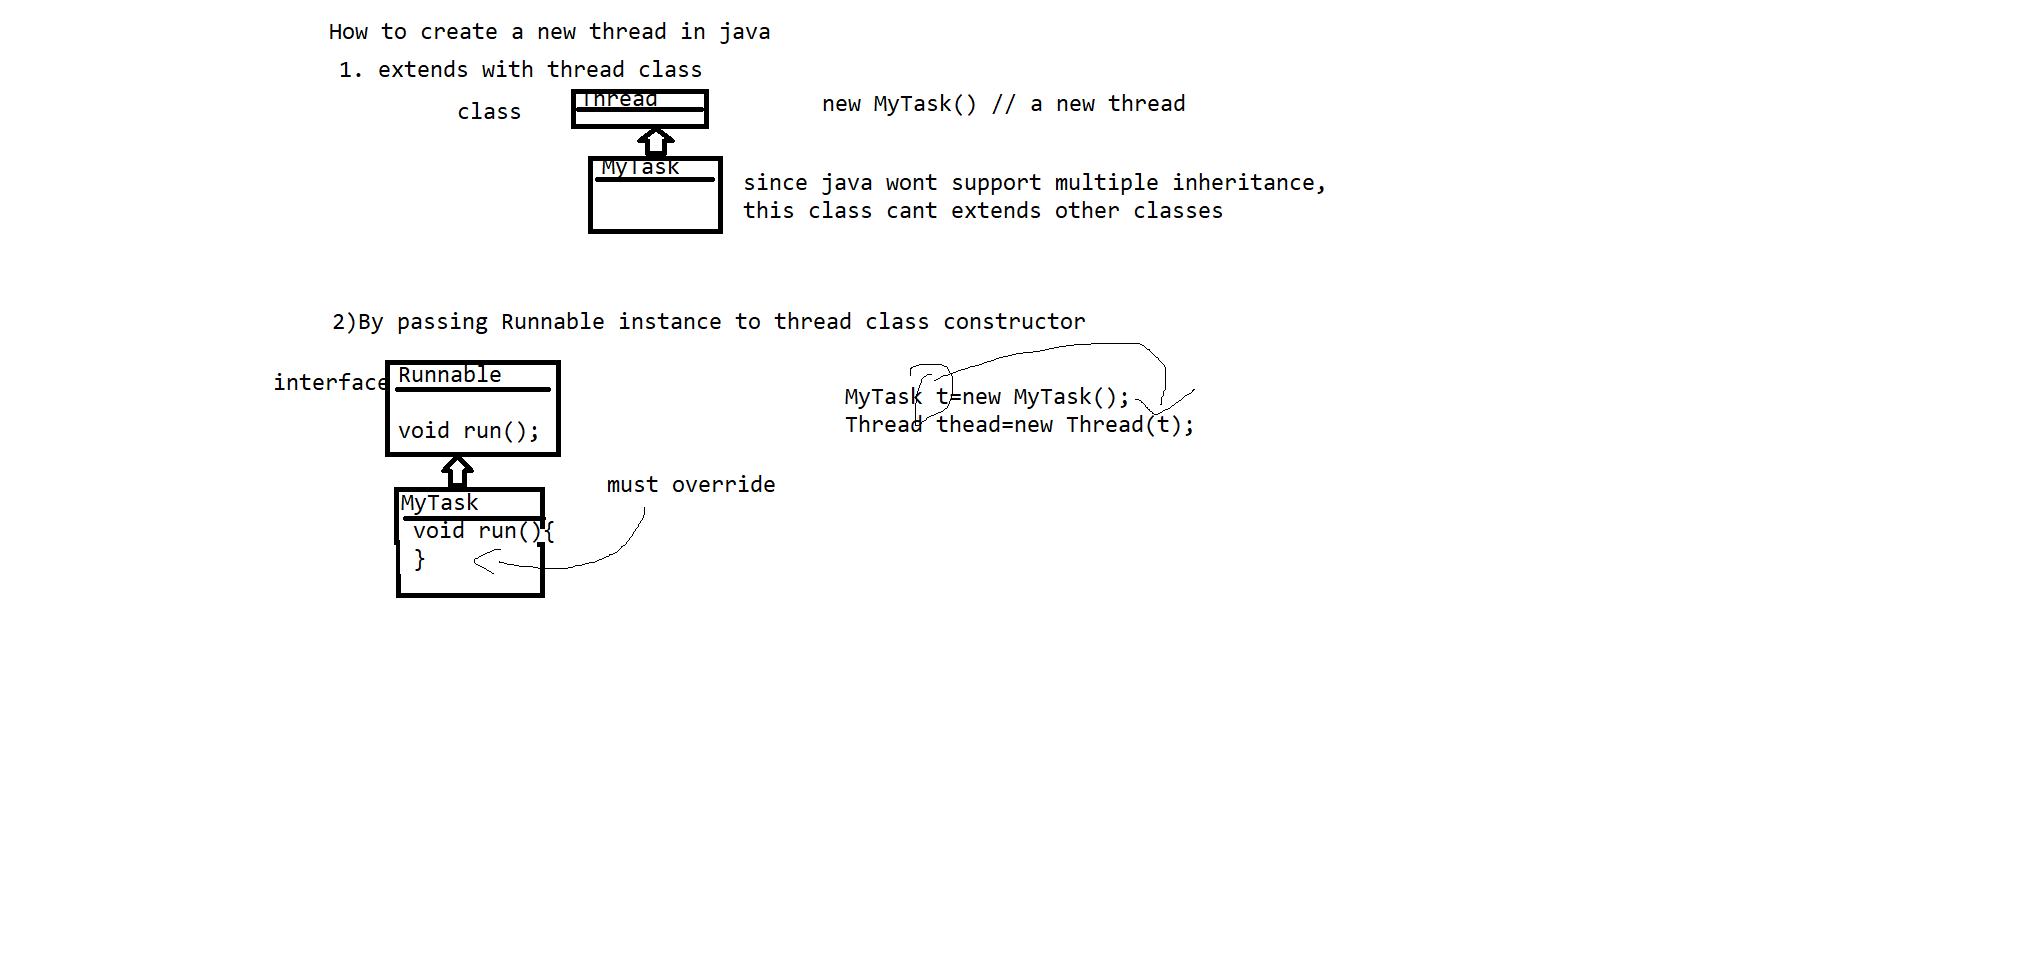 How to create a new thread in java
1. extends with thread class
class
Thread
new MyTask() // a new thread
MyTask
since java wont support multiple inheritance,
this class cant extends other classes
2)By passing Runnable instance to thread class constructor
interface
Runnable
void run();
MyTask t=new MyTask();
Thread thead=new Thread(t);
must override
MyTask
void run(){
}